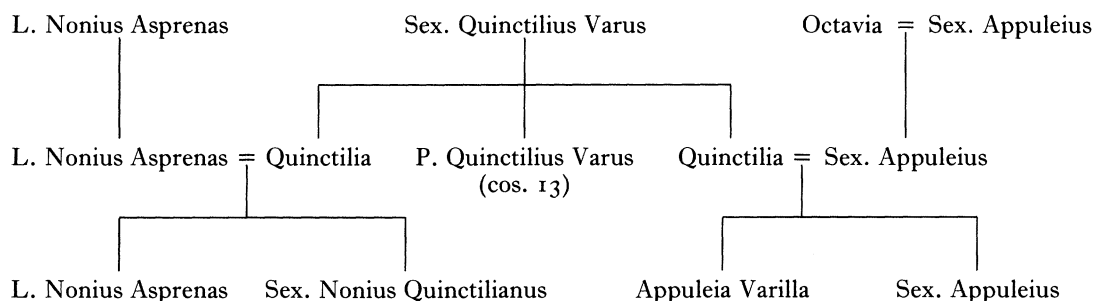 L. Nonius Asprenas Sex. Quinctilius Varus Octavia = Sex. Appuleius
L. Nonius Asprenas = Quinctilia P. Quinctilius Varus Quinctilia = Sex. Appuleius
(cos. 13)
L. Nonius Asprenas Sex. Nonius Quinctilianus Appuleia Varilla Sex. Appuleius